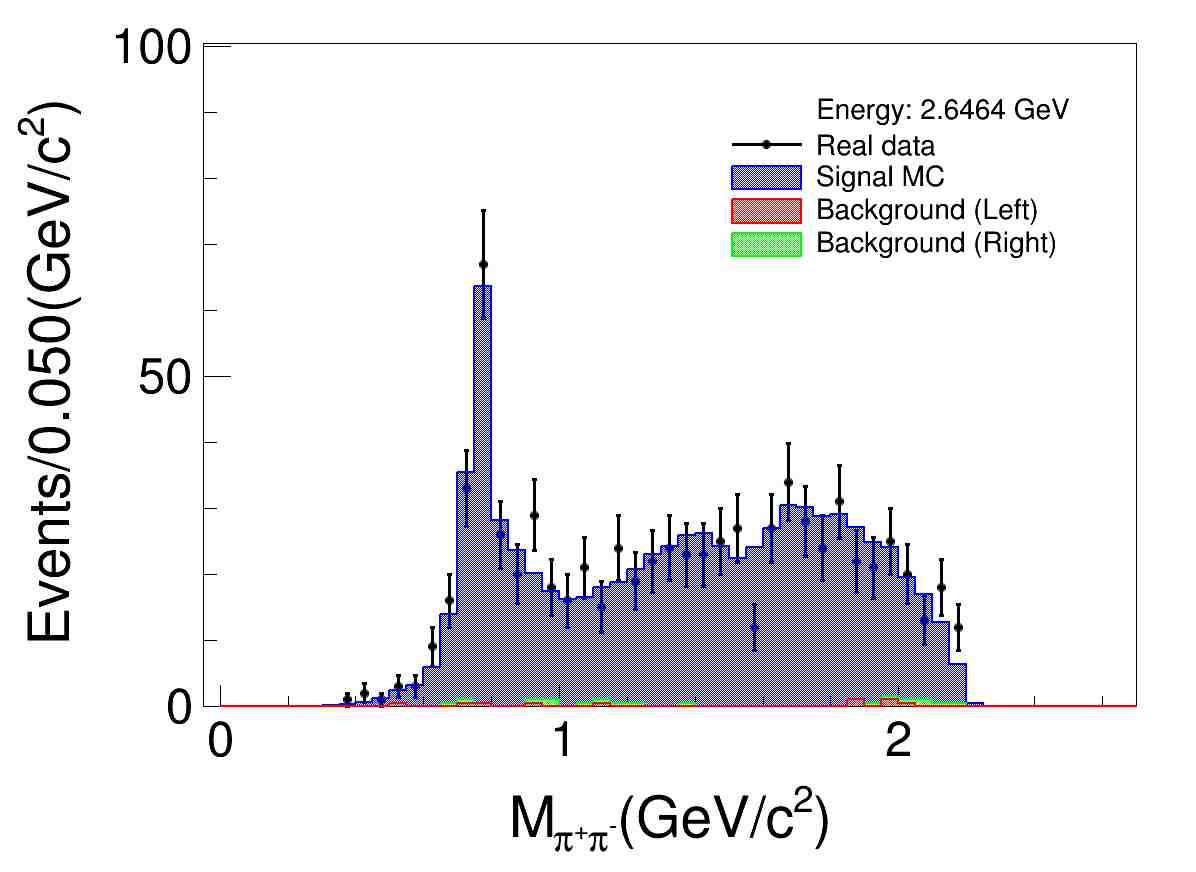 100
50
0
0 1 2
Events/0.050(GeV/c²)
Energy: 2.6464 GeV
Real data
Signal MC
Background (Left)
Background (Right)
Mπ⁺π⁻(GeV/c²)